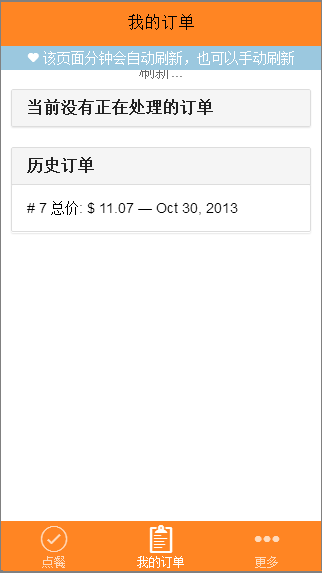 我的订单
该页面分钟会自动刷新，也可以手动刷新
刷新...
当前没有正在处理的订单
历史订单
# 7 总价: $ 11.07 — Oct 30, 2013
点餐
我的订单
更多